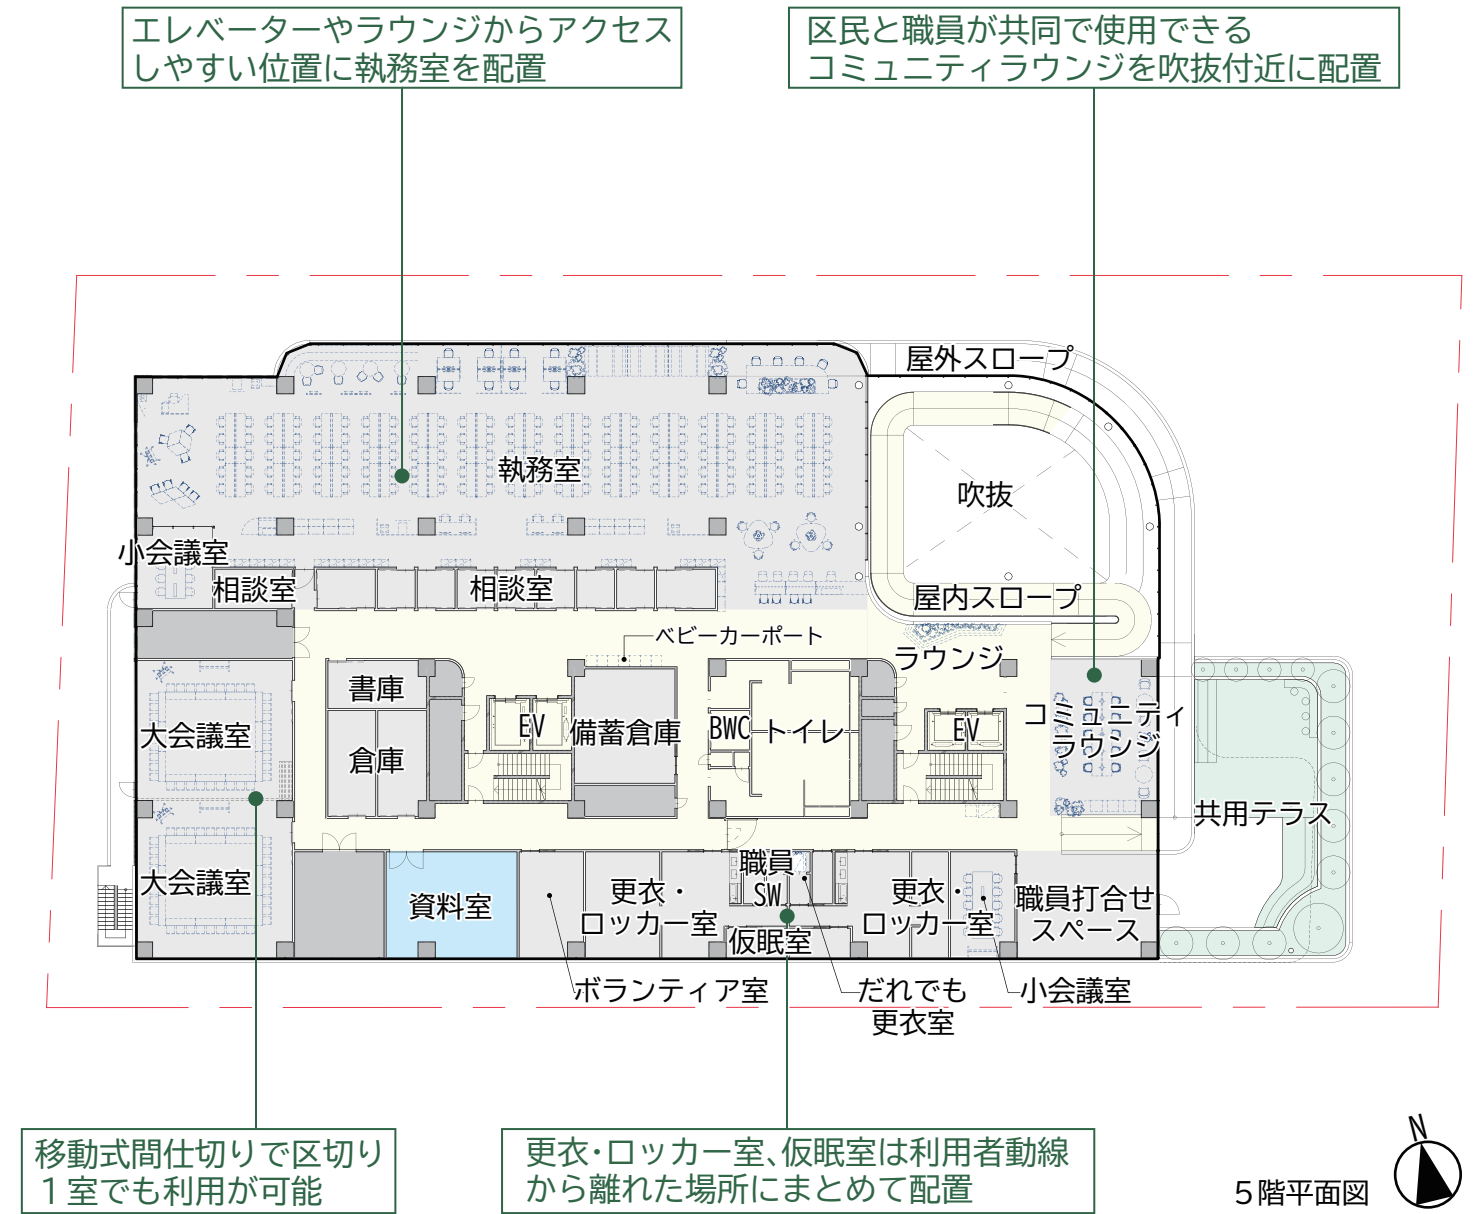 エレベーターやラウンジからアクセス
しやすい位置に執務室を配置
区民と職員が共同で使用できる
コミュニティラウンジを吹抜付近に配置
屋外スロープ
執務室
吹抜
小会議室
相談室
相談室
屋内スロープ
ベビーカーポート
ラウンジ
書庫
大会議室
EV
備蓄倉庫
BWC
トイレ
EV
コミュニティ
ラウンジ
倉庫
共用テラス
大会議室
資料室
更衣・
ロッカー室
職員
SW
仮眠室
更衣・
ロッカー室
職員打合せ
スペース
ボランティア室
だれでも
更衣室
小会議室
移動式間仕切りで区切り
１室でも利用が可能
更衣・ロッカー室、仮眠室は利用者動線
から離れた場所にまとめて配置
N
５階平面図